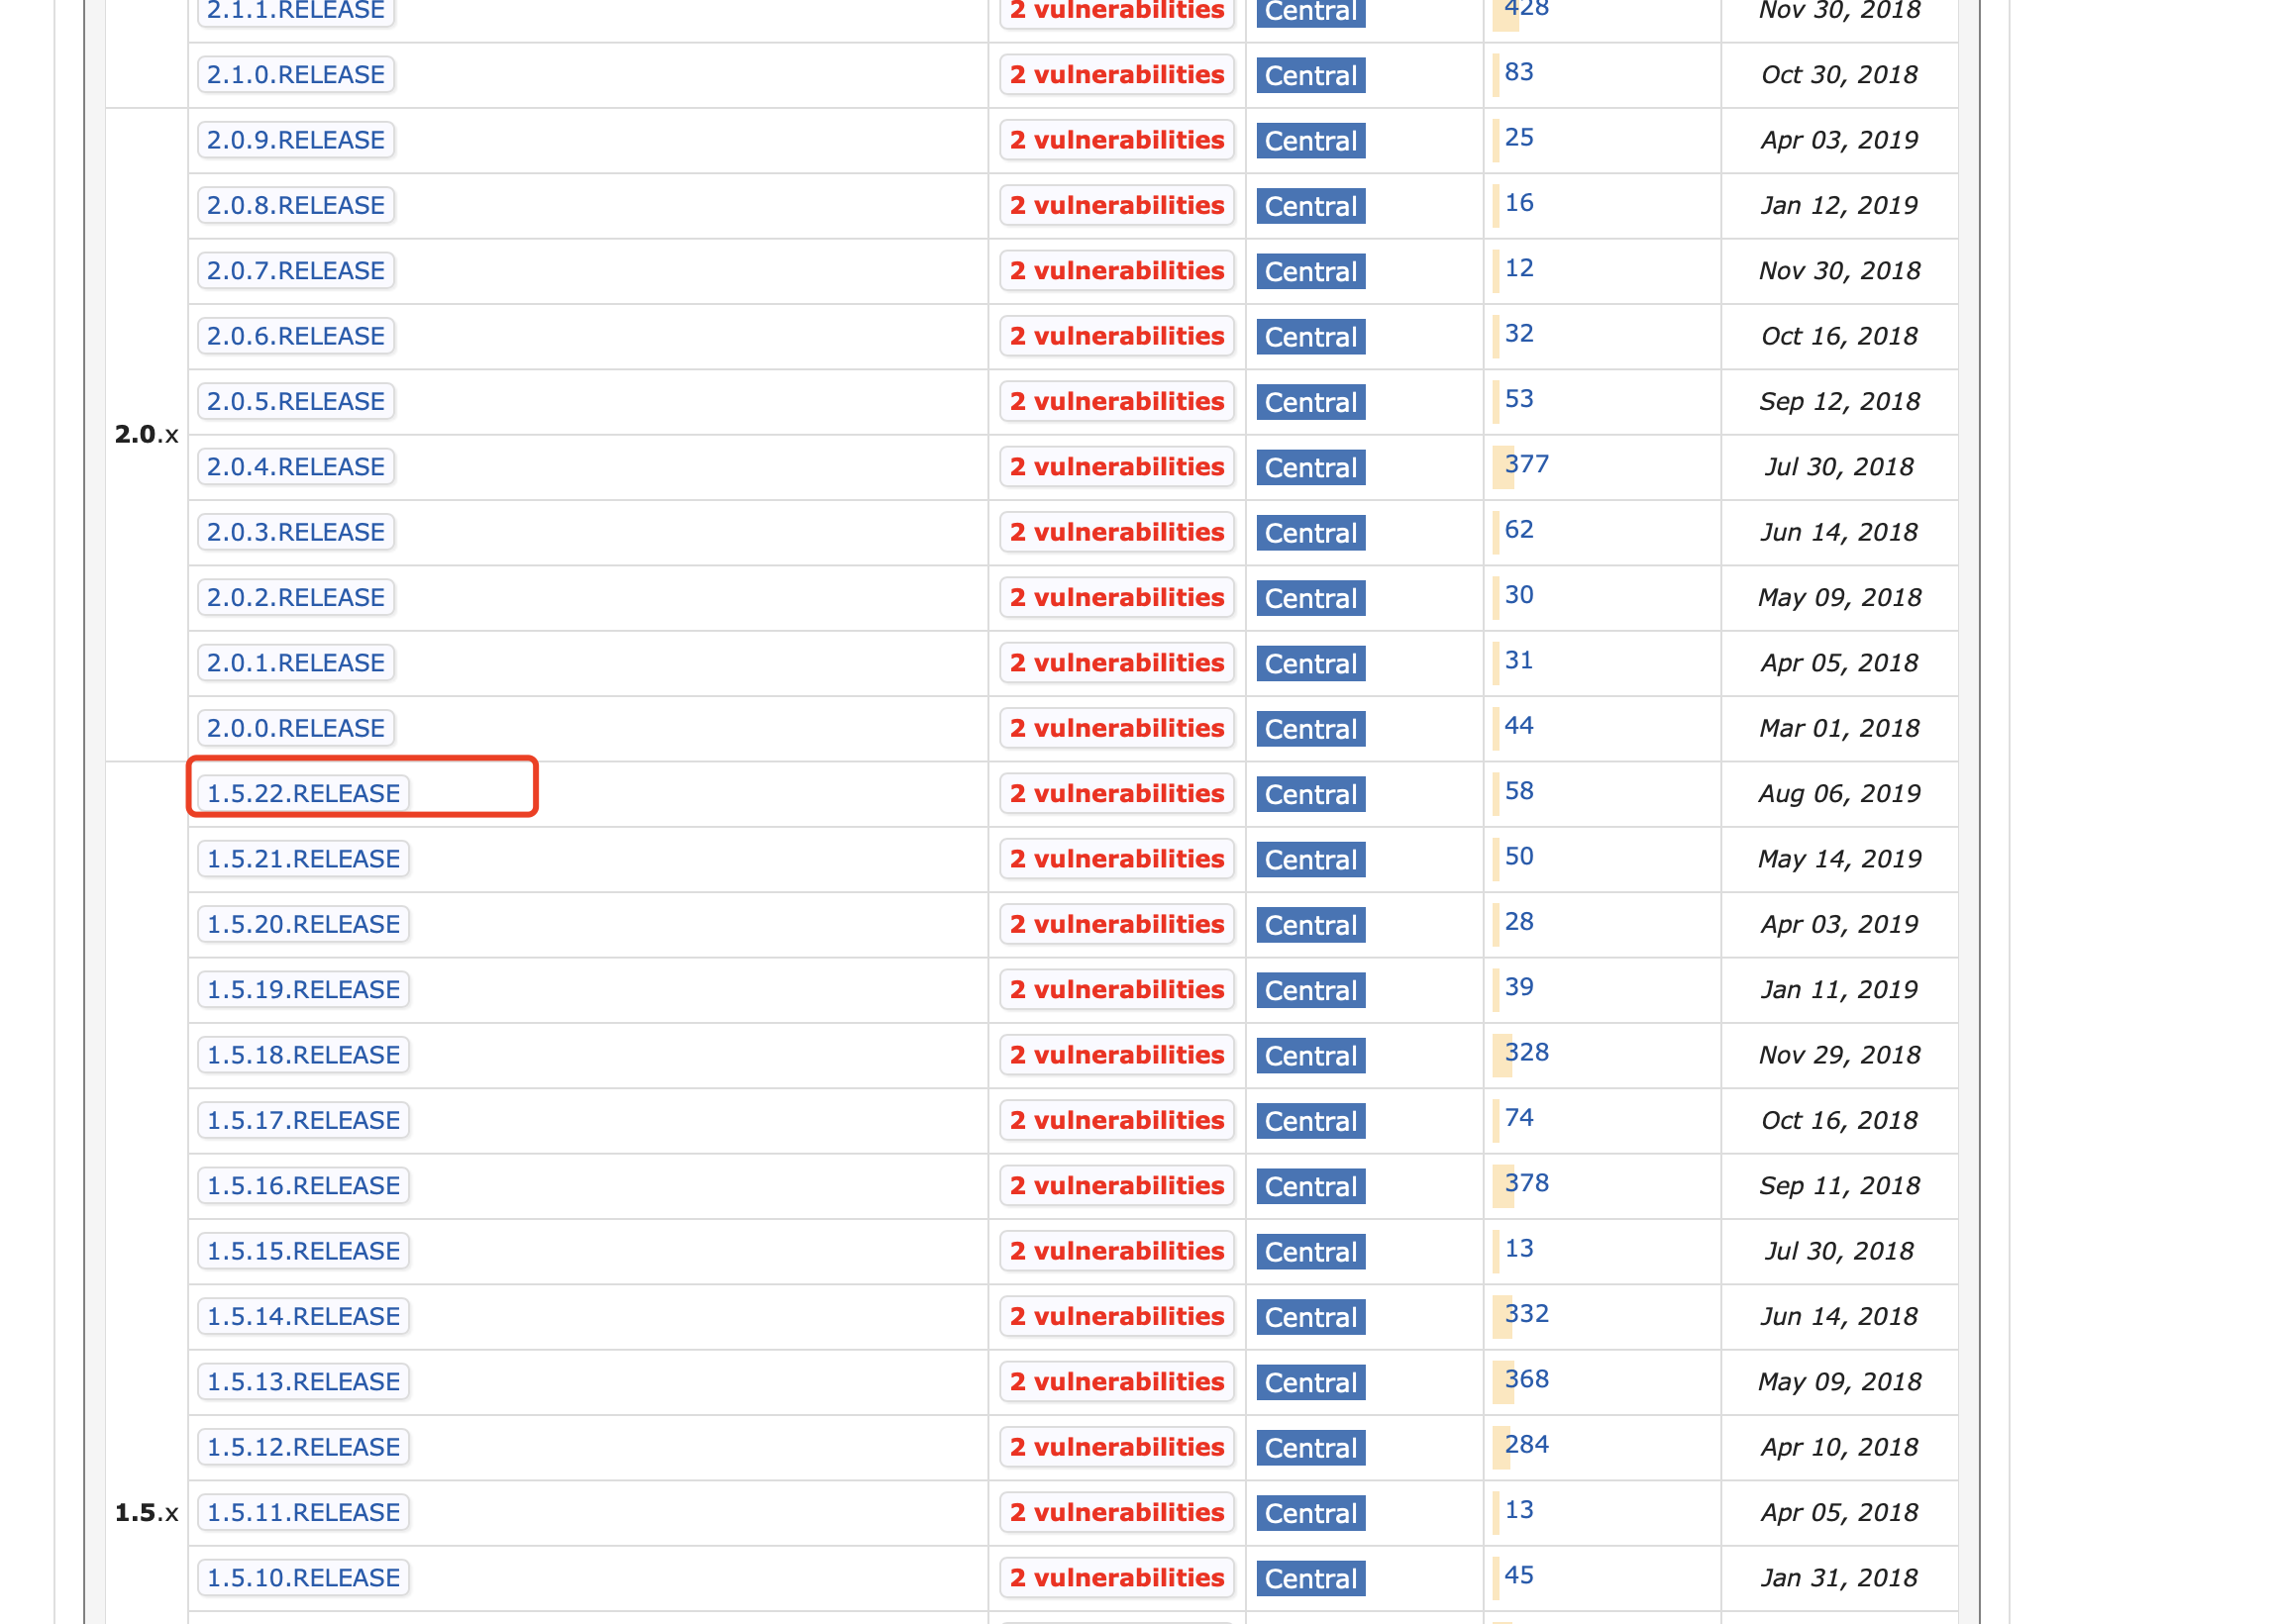 2.1.1.RELEASE 2 vulnerabilities Central 428 Nov 30, 2018
2.1.0.RELEASE 2 vulnerabilities Central 83 Oct 30, 2018
2.0.9.RELEASE 2 vulnerabilities Central 25 Apr 03, 2019
2.0.8.RELEASE 2 vulnerabilities Central 16 Jan 12, 2019
2.0.7.RELEASE 2 vulnerabilities Central 12 Nov 30, 2018
2.0.6.RELEASE 2 vulnerabilities Central 32 Oct 16, 2018
2.0.5.RELEASE 2 vulnerabilities Central 53 Sep 12, 2018
2.0.x
2.0.4.RELEASE 2 vulnerabilities Central 377 Jul 30, 2018
2.0.3.RELEASE 2 vulnerabilities Central 62 Jun 14, 2018
2.0.2.RELEASE 2 vulnerabilities Central 30 May 09, 2018
2.0.1.RELEASE 2 vulnerabilities Central 31 Apr 05, 2018
2.0.0.RELEASE 2 vulnerabilities Central 44 Mar 01, 2018
1.5.22.RELEASE 2 vulnerabilities Central 58 Aug 06, 2019
1.5.21.RELEASE 2 vulnerabilities Central 50 May 14, 2019
1.5.20.RELEASE 2 vulnerabilities Central 28 Apr 03, 2019
1.5.19.RELEASE 2 vulnerabilities Central 39 Jan 11, 2019
1.5.18.RELEASE 2 vulnerabilities Central 328 Nov 29, 2018
1.5.17.RELEASE 2 vulnerabilities Central 74 Oct 16, 2018
1.5.16.RELEASE 2 vulnerabilities Central 378 Sep 11, 2018
1.5.15.RELEASE 2 vulnerabilities Central 13 Jul 30, 2018
1.5.14.RELEASE 2 vulnerabilities Central 332 Jun 14, 2018
1.5.13.RELEASE 2 vulnerabilities Central 368 May 09, 2018
1.5.12.RELEASE 2 vulnerabilities Central 284 Apr 10, 2018
1.5.x 1.5.11.RELEASE 2 vulnerabilities Central 13 Apr 05, 2018
1.5.10.RELEASE 2 vulnerabilities Central 45 Jan 31, 2018